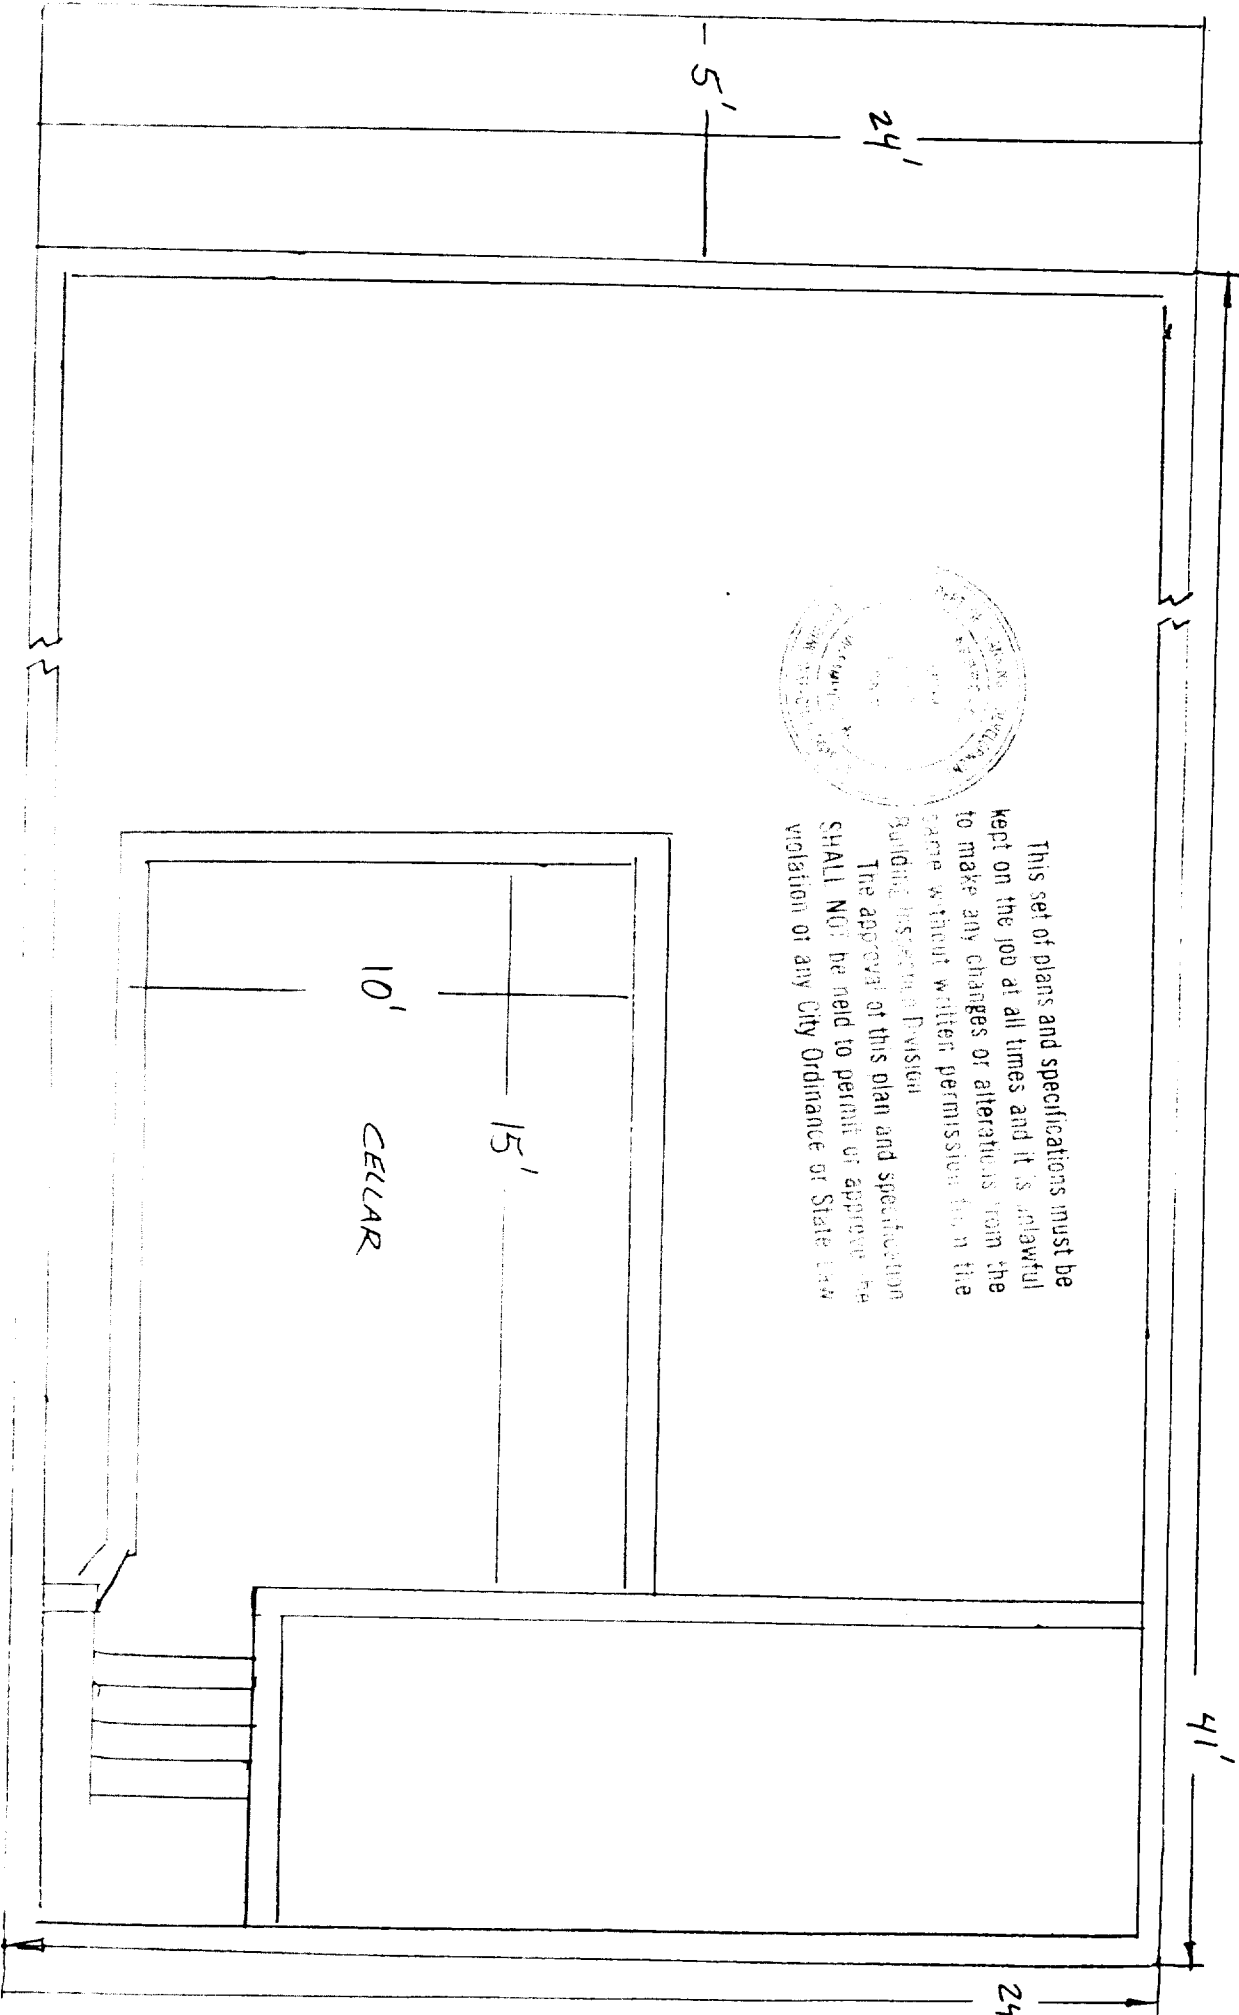 41'
24'
5'
This set of plans and specifications must be
kept on the job at all times and it is unlawful
to make any changes or alterations from the
same without written permission from the
Building Inspection Division
The approval of this plan and specification
SHALL NOT be held to permit or approve the
violation of any City Ordinance or State Law
15'
10'
CELLAR
24